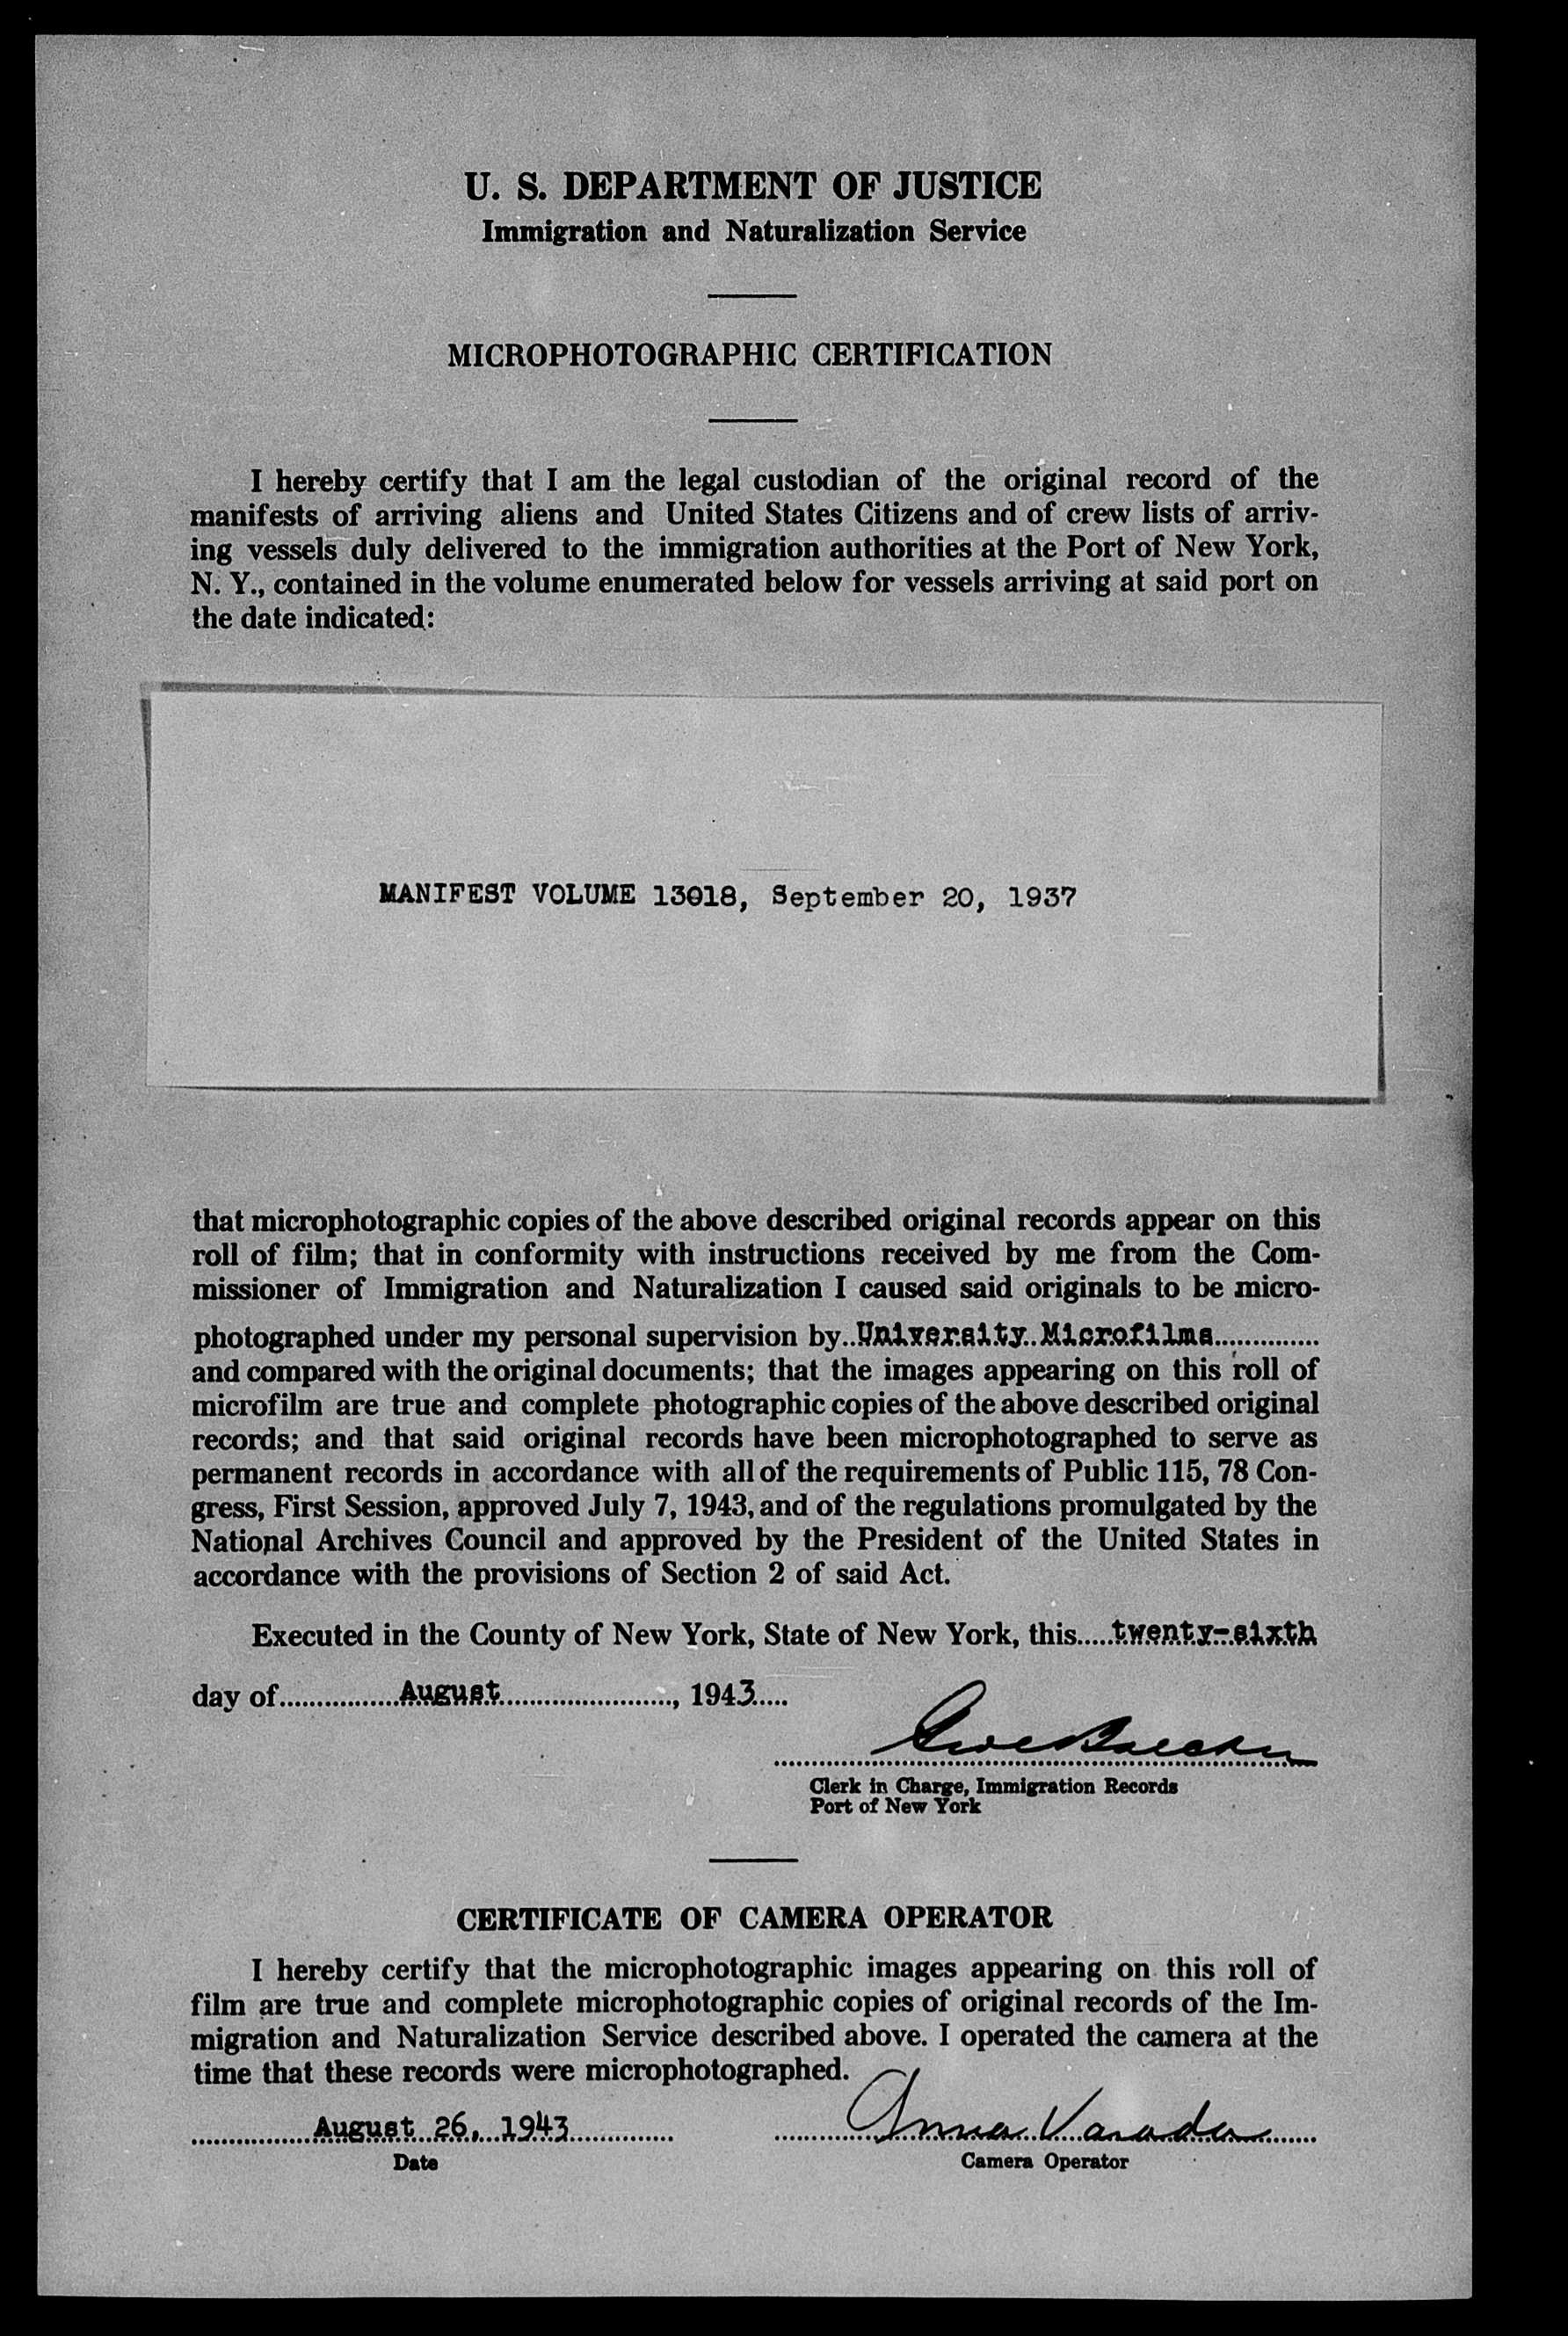 U. S. DEPARTMENT OF JUSTICE
Immigration and Naturalization Service
MICROPHOTOGRAPHIC CERTIFICATION
I hereby certify that I am the legal custodian of the original record of the
manifests of arriving aliens and United States Citizens and of crew lists of arriv-
ing vessels duly delivered to the immigration authorities at the Port of New York,
N. Y., contained in the volume enumerated below for vessels arriving at said port on
the date indicated:
MANIFEST VOLUME 13018, September 20, 1937
that microphotographic copies of the above described original records appear on this
roll of film; that in conformity with instructions received by me from the Com-
missioner of Immigration and Naturalization I caused said originals to be micro-
photographed under my personal supervision by..University Microfilms..............
and compared with the original documents; that the images appearing on this roll of
microfilm are true and complete photographic copies of the above described original
records; and that said original records have been microphotographed to serve as
permanent records in accordance with all of the requirements of Public 115, 78 Con-
gress, First Session, approved July 7, 1943, and of the regulations promulgated by the
National Archives Council and approved by the President of the United States in
accordance with the provisions of Section 2 of said Act.
Executed in the County of New York, State of New York, this.....twenty-sixth
day of................August......................., 1943.....
Clerk in Charge, Immigration Records
Port of New York
CERTIFICATE OF CAMERA OPERATOR
I hereby certify that the microphotographic images appearing on this roll of
film are true and complete microphotographic copies of original records of the Im-
migration and Naturalization Service described above. I operated the camera at the
time that these records were microphotographed.
August 26, 1943
Anna
Date
Camera Operator